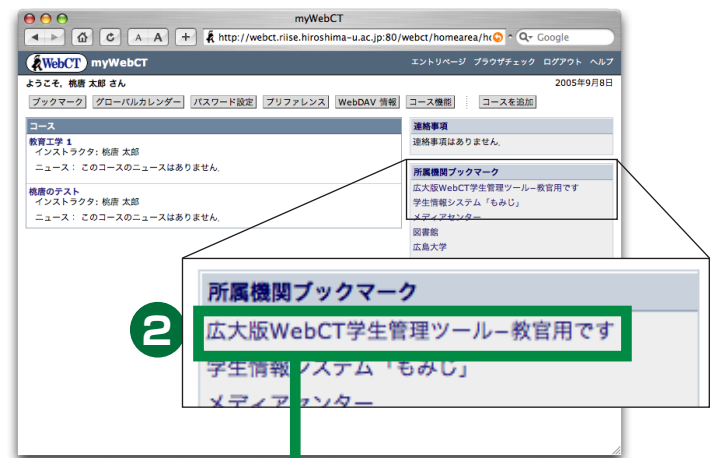 myWebCT
A A + http://webct.riise.hiroshima-u.ac.jp:80/webct/homearea/hc Google
WebCT myWebCT エントリページ ブラウザチェック ログアウト ヘルプ
ようこそ, 桃唐 太郎 さん 2005年9月8日
ブックマーク グローバルカレンダー パスワード設定 プリファレンス WebDAV 情報 コース機能 コースを追加
コース
教育工学 1
インストラクタ: 桃唐 太郎
ニュース： このコースのニュースはありません.
桃唐のテスト
インストラクタ: 桃唐 太郎
ニュース： このコースのニュースはありません.
連絡事項
連絡事項はありません.
所属機関ブックマーク
広大版WebCT学生管理ツール−教官用です
学生情報システム「もみじ」
メディアセンター
図書館
広島大学
所属機関ブックマーク
2 広大版WebCT学生管理ツール−教官用です
学生情報システム「もみじ」
メディアセンター